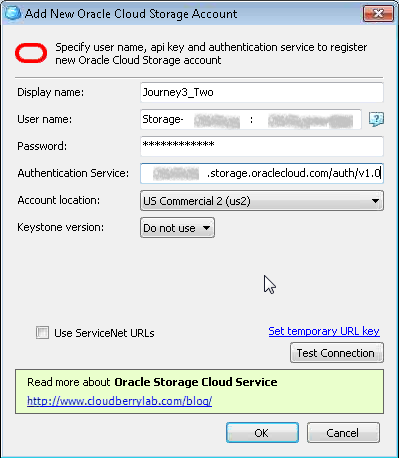 Add New Oracle Cloud Storage Account
Specify user name, api key and authentication service to register
new Oracle Cloud Storage account
Display name: Journey3_Two
User name: Storage- :
Password: ************
Authentication Service: .storage.oraclecloud.com/auth/v1.0
Account location: US Commercial 2 (us2)
Keystone version: Do not use
Use ServiceNet URLs
Set temporary URL key
Test Connection
Read more about Oracle Storage Cloud Service
http://www.cloudberrylab.com/blog/
OK Cancel